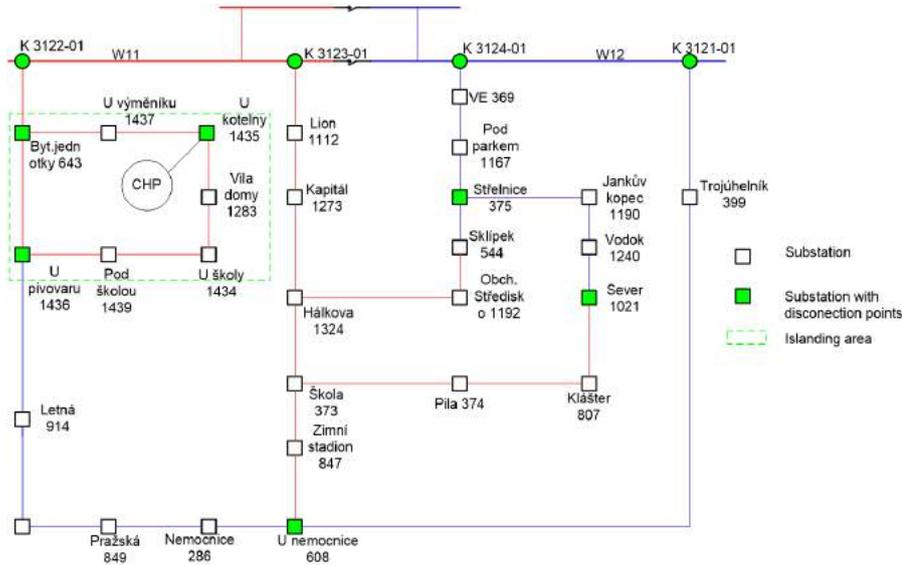 K 3122-01
W11
K 3123-01
K 3124-01
W12
K 3121-01
VE 369
U výměníku
1437
U
kotelny
1435
Lion
1112
Pod
parkem
1167
Byt.jedn
otky 643
CHP
Vila
domy
1283
Kapitál
1273
Střelnice
375
Jankův
kopec
1190
Trojúhelník
399
Sklípek
544
Vodok
1240
U
pivovaru
1436
Pod
školou
1439
U školy
1434
Hálkova
1324
Obch.
Středisk
o 1192
Sever
1021
Substation
Substation with
disconection points
Islanding area
Letná
914
Škola
373
Pila 374
Klášter
807
Zimní
stadion
847
Pražská
849
Nemocnice
286
U nemocnice
608